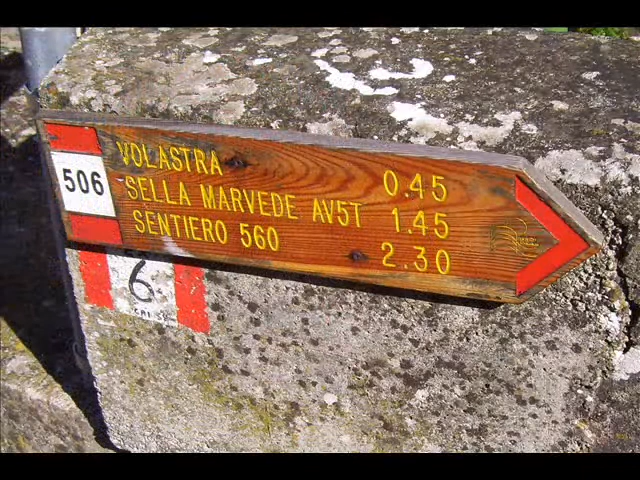 506
VOLASTRA 0.45
SELLA MARVEDE AV5T 1.45
SENTIERO 560 2.30
6